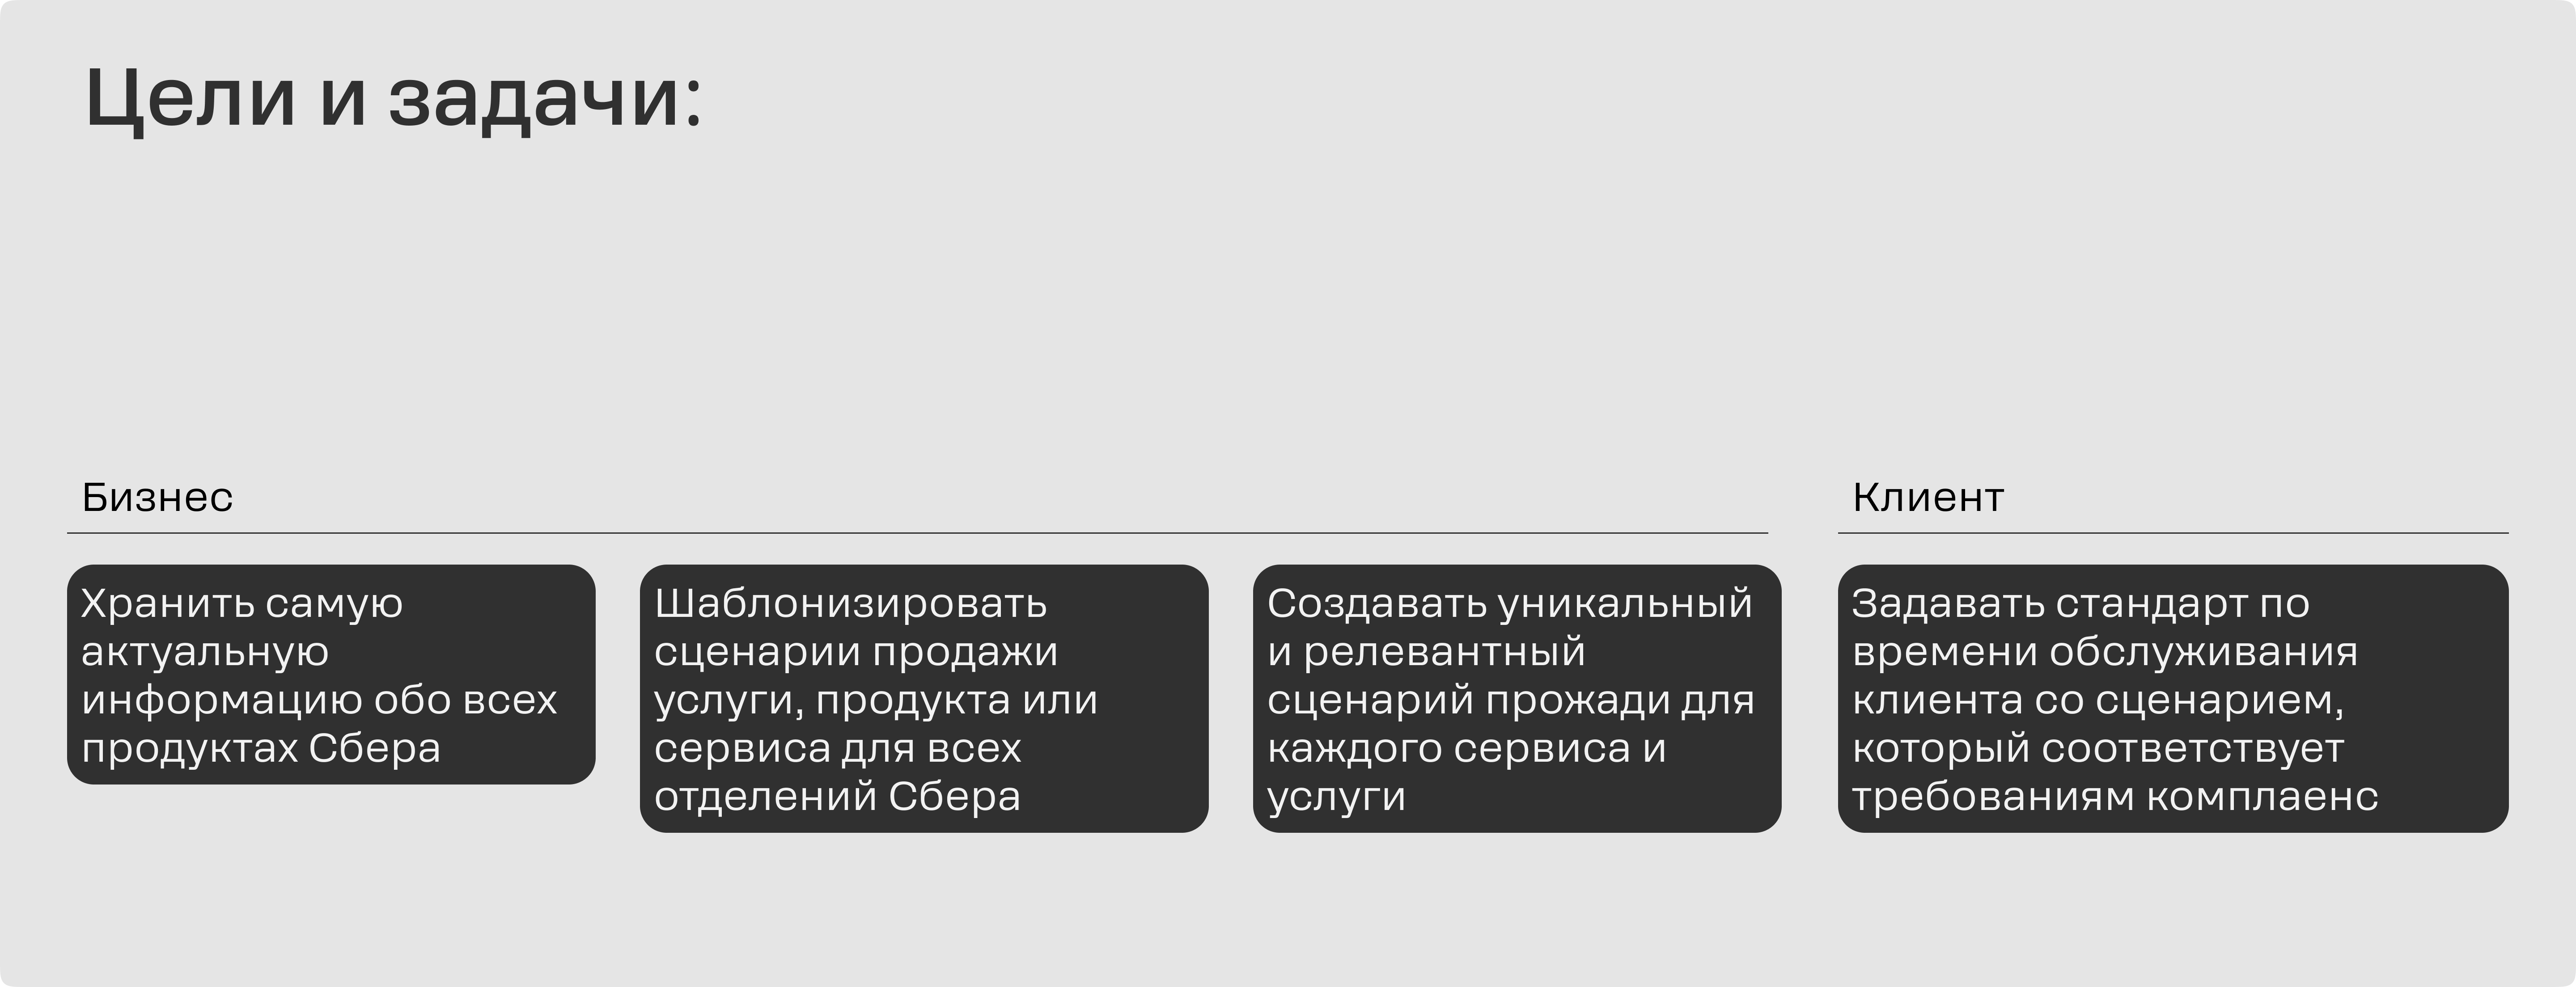 Цели и задачи:
Бизнес
Хранить самую
актуальную
информацию обо всех
продуктах Сбера
Шаблонизировать
сценарии продажи
услуги, продукта или
сервиса для всех
отделений Сбера
Создавать уникальный
и релевантный
сценарий прожади для
каждого сервиса и
услуги
Клиент
Задавать стандарт по
времени обслуживания
клиента со сценарием,
который соответствует
требованиям комплаенс